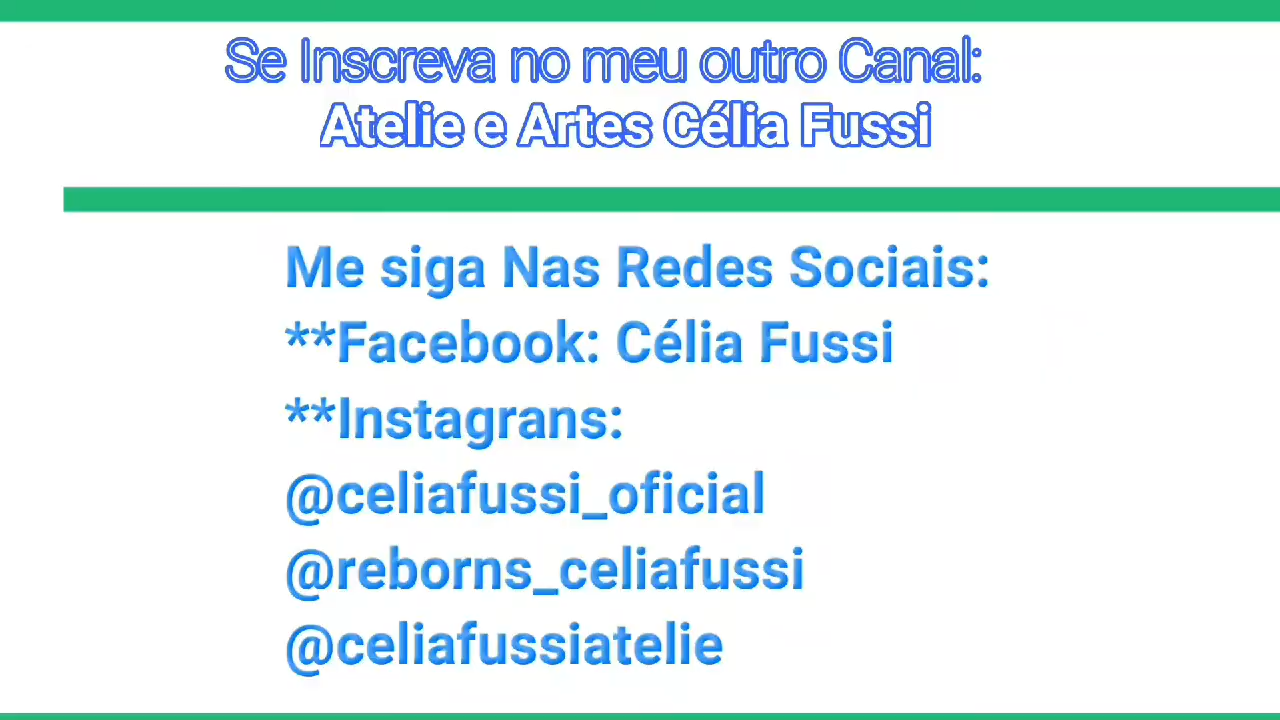 Se Inscreva no meu outro Canal:
Atelie e Artes Célia Fussi
Me siga Nas Redes Sociais:
**Facebook: Célia Fussi
**Instagrans:
@celiafussi_oficial
@reborns_celiafussi
@celiafussiatelie